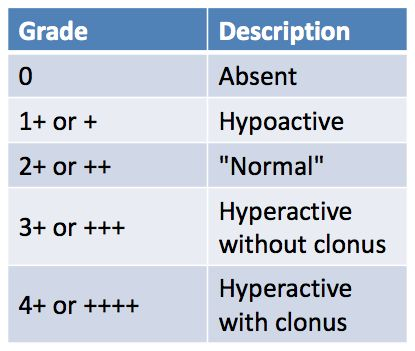 Grade Description
0 Absent
1+ or + Hypoactive
2+ or ++ "Normal"
3+ or +++ Hyperactive
without clonus
4+ or ++++ Hyperactive
with clonus